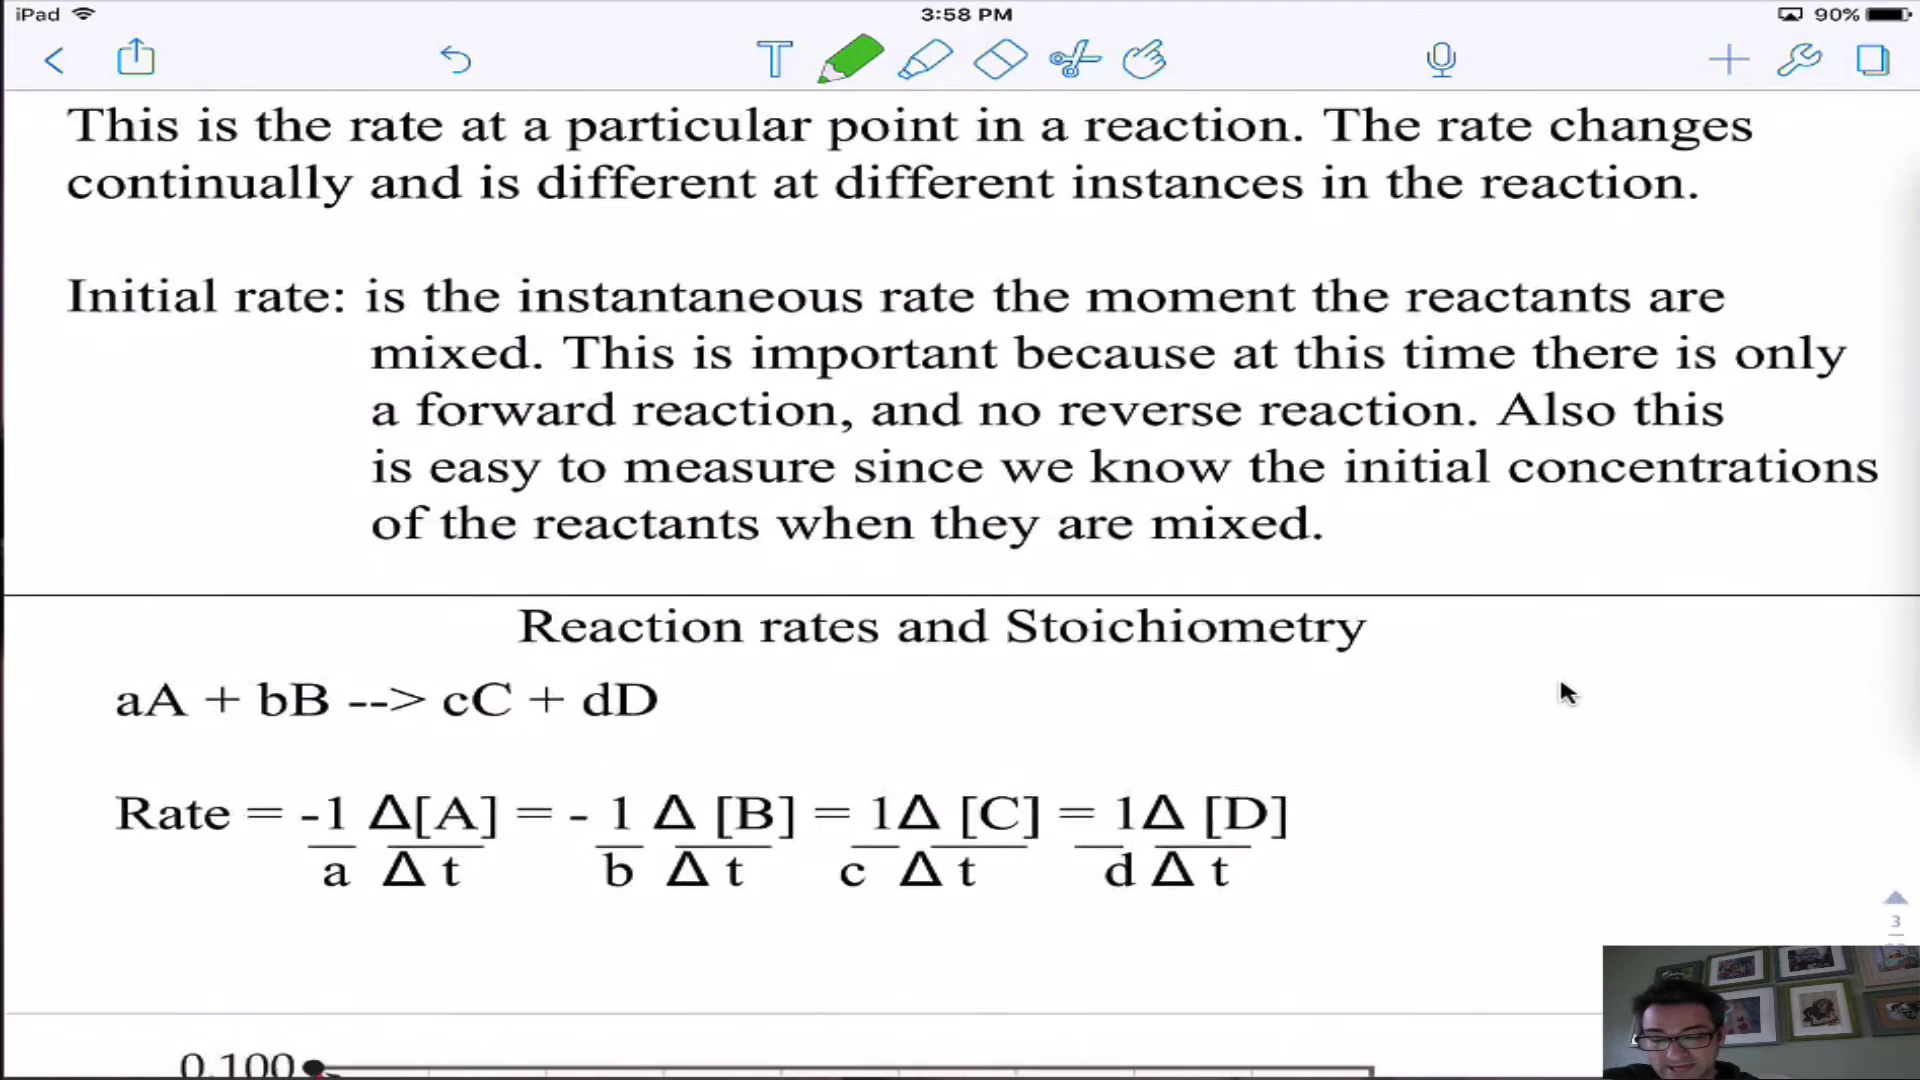 iPad 3:58 PM 90%
T
This is the rate at a particular point in a reaction. The rate changes
continually and is different at different instances in the reaction.
Initial rate: is the instantaneous rate the moment the reactants are
mixed. This is important because at this time there is only
a forward reaction, and no reverse reaction. Also this
is easy to measure since we know the initial concentrations
of the reactants when they are mixed.
Reaction rates and Stoichiometry
aA + bB --> cC + dD
Rate = -1 Δ[A] = - 1 Δ [B] = 1Δ [C] = 1Δ [D]
a Δ t b Δ t c Δ t d Δ t
3
0.100